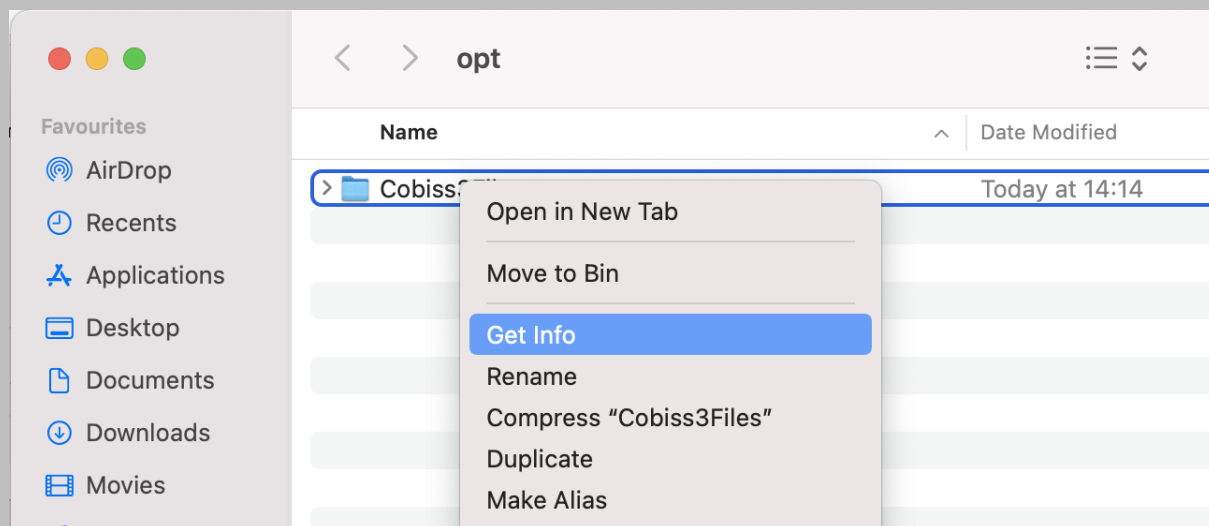 opt
Favourites
AirDrop
Recents
Applications
Desktop
Documents
Downloads
Movies
Name Date Modified
Today at 14:14
Open in New Tab
Move to Bin
Get Info
Rename
Compress “Cobiss3Files”
Duplicate
Make Alias